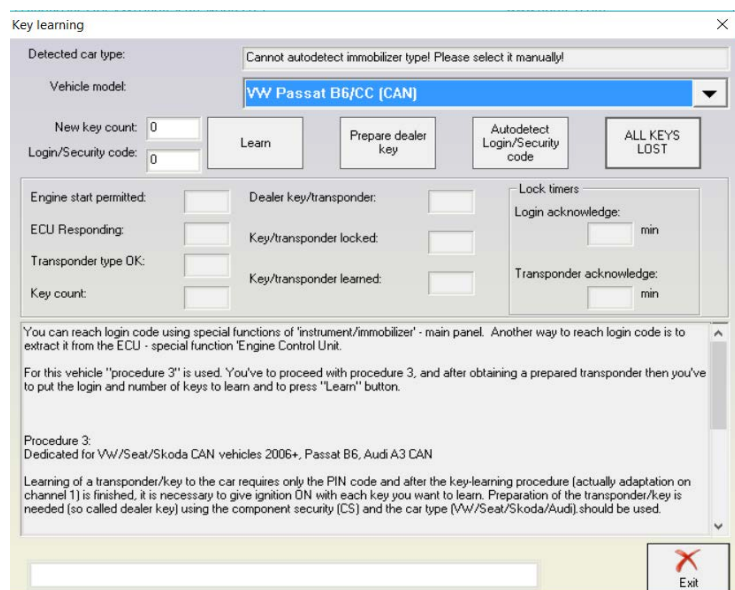 Key learning
Detected car type:
Cannot autodetect immobilizer type! Please select it manually!
Vehicle model:
VW Passat B6/CC (CAN)
New key count:
0
Login/Security code:
0
Learn
Prepare dealer
key
Autodetect
Login/Security
code
ALL KEYS
LOST
Engine start permitted:
ECU Responding:
Transponder type OK:
Key count:
Dealer key/transponder:
Key/transponder locked:
Key/transponder learned:
Lock timers
Login acknowledge:
min
Transponder acknowledge:
min
You can reach login code using special functions of 'instrument/immobilizer' - main panel. Another way to reach login code is to
extract it from the ECU - special function 'Engine Control Unit.
For this vehicle "procedure 3" is used. You've to proceed with procedure 3, and after obtaining a prepared transponder then you've
to put the login and number of keys to learn and to press "Learn" button.
Procedure 3:
Dedicated for VW/Seat/Skoda CAN vehicles 2006+, Passat B6, Audi A3 CAN
Learning of a transponder/key to the car requires only the PIN code and after the key-learning procedure (actually adaptation on
channel 1) is finished, it is necessary to give ignition ON with each key you want to learn. Preparation of the transponder/key is
needed (so called dealer key) using the component security (CS) and the car type (VW/Seat/Skoda/Audi).should be used.
Exit